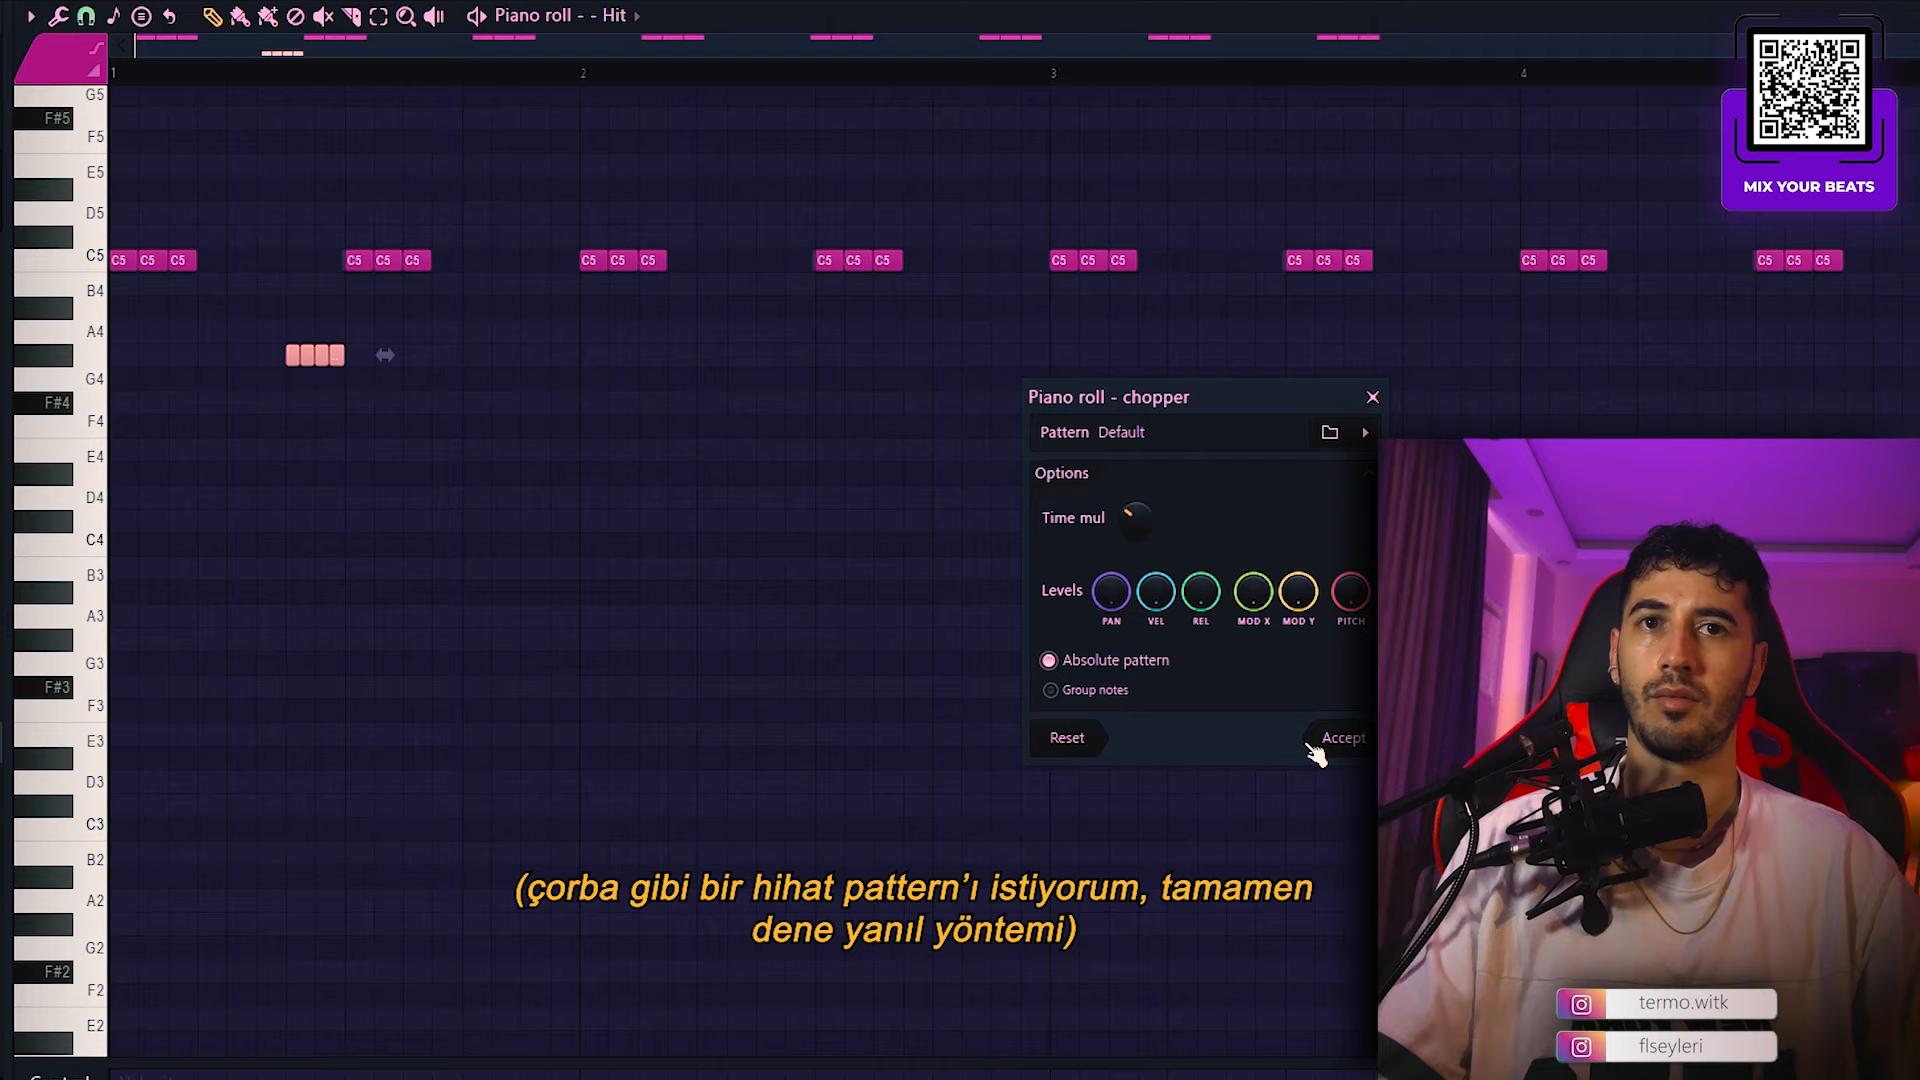 Piano roll - - Hit
MIX YOUR BEATS
1
2
3
4
G5
F#5
F5
E5
D5
C5
C5 C5 C5
C5 C5 C5
C5 C5 C5
C5 C5 C5
C5 C5 C5
C5 C5 C5
C5 C5 C5
C5 C5 C5
B4
A4
G4
F#4
F4
E4
D4
C4
B3
A3
G3
F#3
F3
E3
D3
C3
B2
A2
G2
F#2
F2
E2
Piano roll - chopper
Pattern Default
Options
Time mul
Levels
PAN VEL REL MOD X MOD Y PITCH
Absolute pattern
Group notes
Reset
Accept
(çorba gibi bir hihat pattern’ı istiyorum, tamamen
dene yanıl yöntemi)
termo.witk
flseyleri